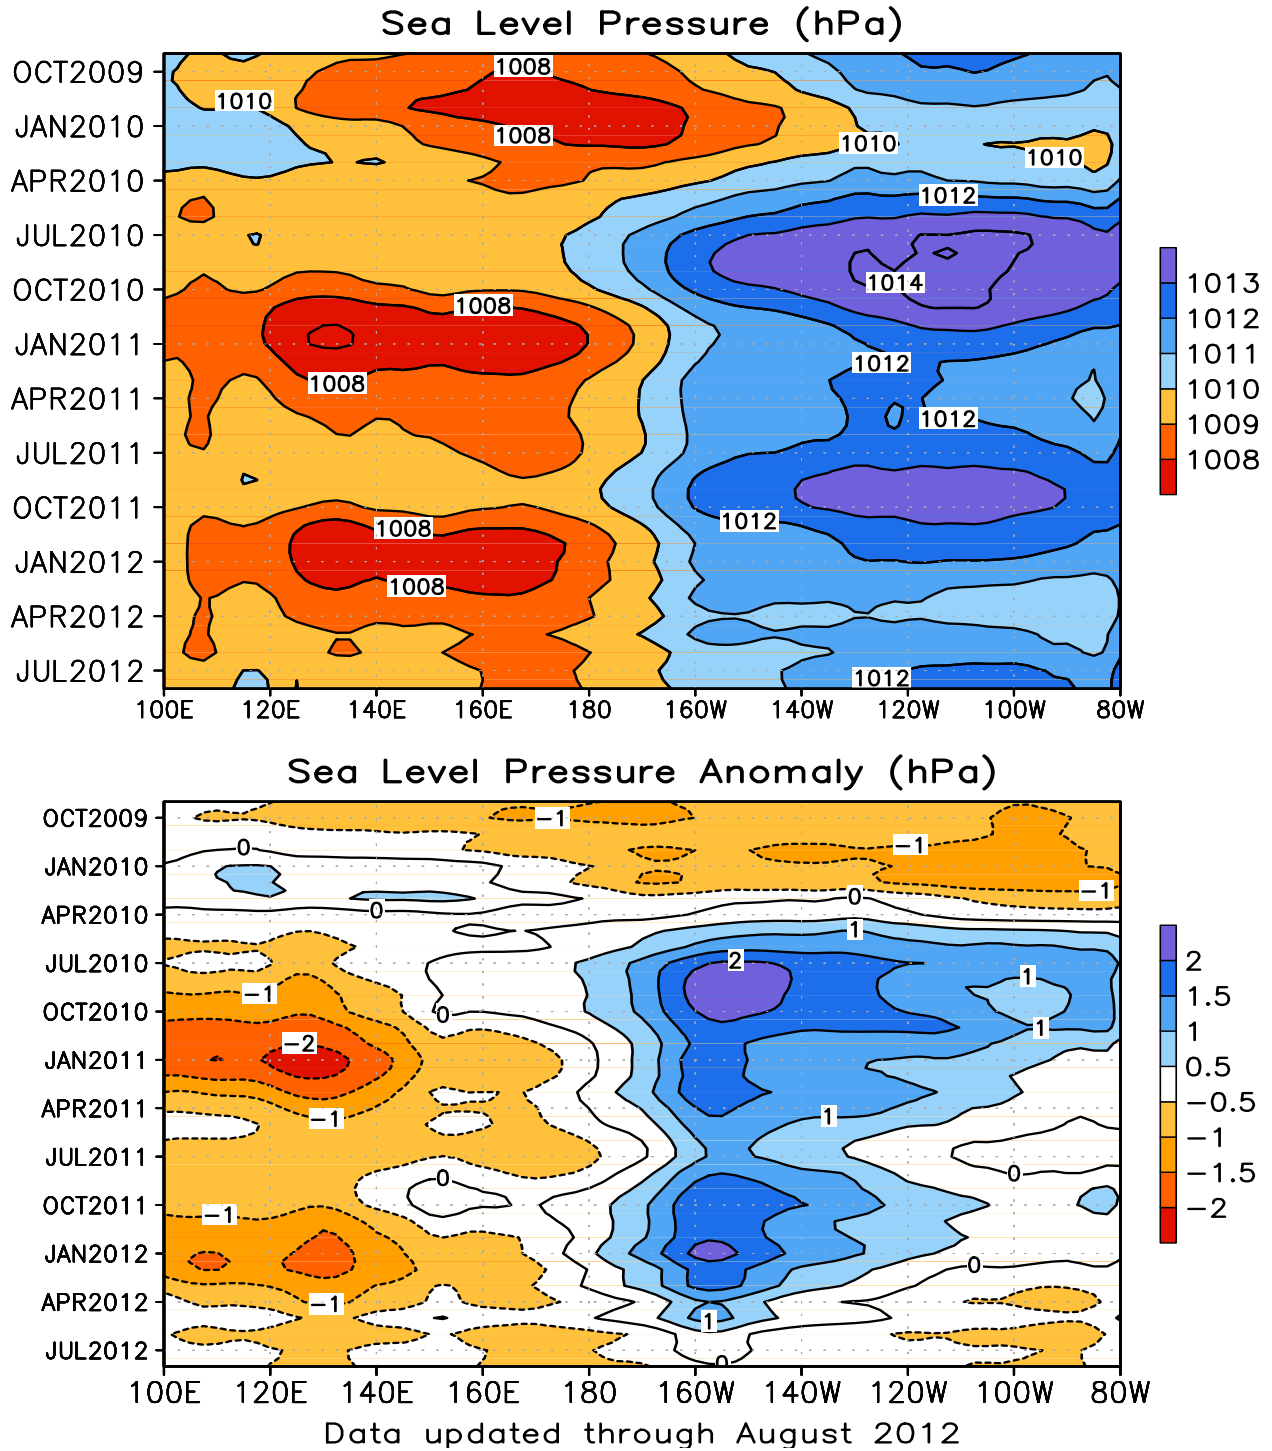 Sea Level Pressure (hPa)
OCT2009
JAN2010
APR2010
JUL2010
OCT2010
JAN2011
APR2011
JUL2011
OCT2011
JAN2012
APR2012
JUL2012
1008
1010
1008
1010
1010
1012
1014
1008
1012
1008
1012
1012
1008
1008
1012
100E 120E 140E 160E 180 160W 140W 120W 100W 80W
1013
1012
1011
1010
1009
1008
Sea Level Pressure Anomaly (hPa)
OCT2009
JAN2010
APR2010
JUL2010
OCT2010
JAN2011
APR2011
JUL2011
OCT2011
JAN2012
APR2012
JUL2012
-1
0
-1
-1
0
0
1
2
1
-1
0
1
-2
-1
1
0
0
-1
0
-1
1
0
100E 120E 140E 160E 180 160W 140W 120W 100W 80W
2
1.5
1
0.5
-0.5
-1
-1.5
-2
Data updated through August 2012